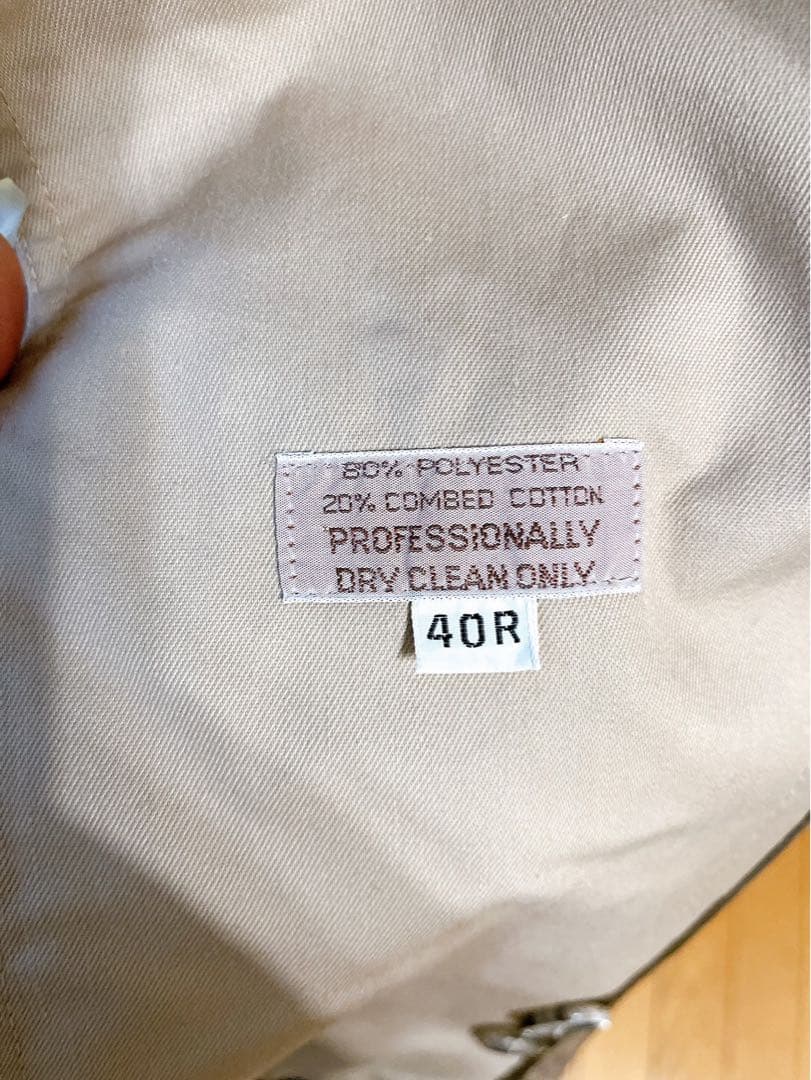 80% POLYESTER
20% COMBED COTTON
PROFESSIONALLY
DRY CLEAN ONLY
40R